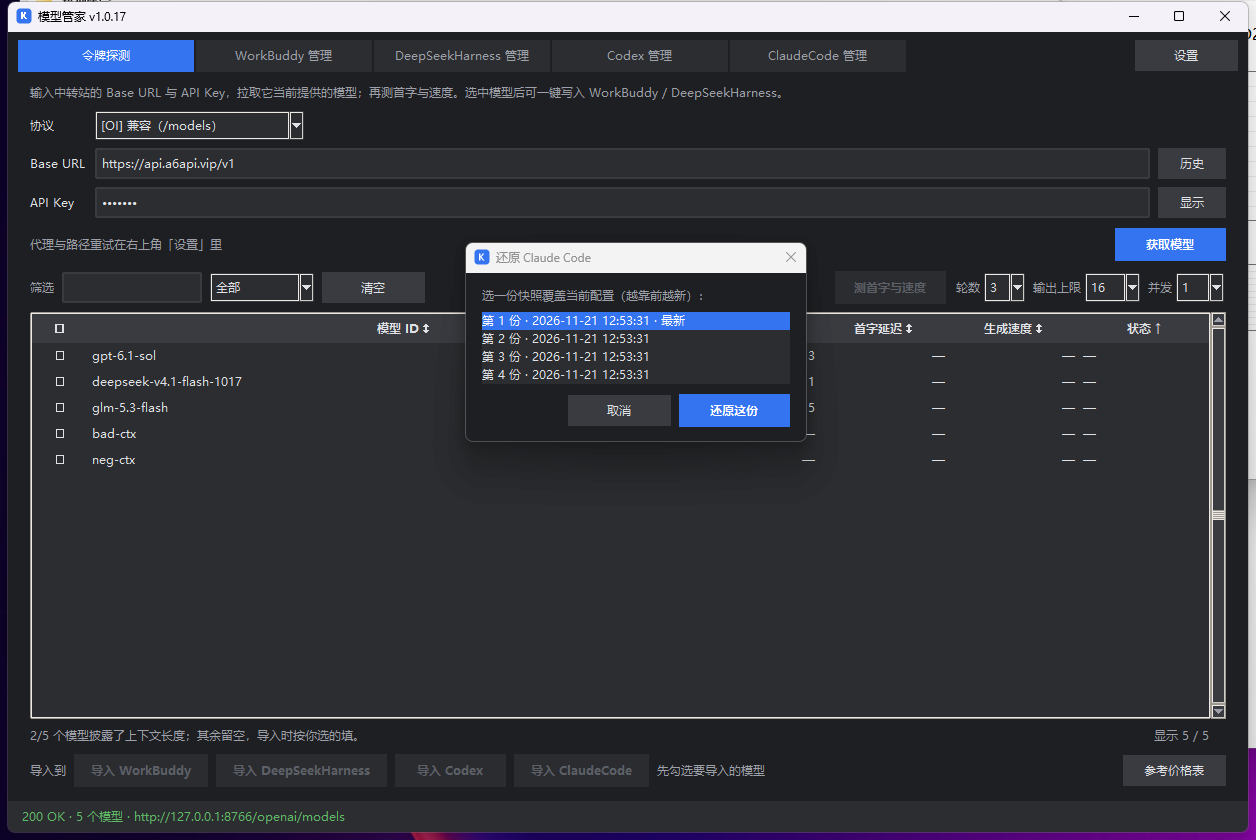 模型管家 v1.0.17
令牌探测 WorkBuddy 管理 DeepSeekHarness 管理 Codex 管理 ClaudeCode 管理 设置
输入中转站的 Base URL 与 API Key，拉取它当前提供的模型；再测首字与速度。选中模型后可一键写入 WorkBuddy / DeepSeekHarness。
协议 [OI] 兼容（/models）
Base URL https://api.a6api.vip/v1 历史
API Key ••••••• 显示
代理与路径重试在右上角「设置」里 获取模型
筛选 全部 清空 测首字与速度 轮数 3 输出上限 16 并发 1
模型 ID ↕ 首字延迟 ↕ 生成速度 ↕ 状态 ↑
gpt-6.1-sol 3 — — —
deepseek-v4.1-flash-1017 1 — — —
glm-5.3-flash 5 — — —
bad-ctx — — — —
neg-ctx — — — —
还原 Claude Code
选一份快照覆盖当前配置（越靠前越新）：
第 1 份 · 2026-11-21 12:53:31 · 最新
第 2 份 · 2026-11-21 12:53:31
第 3 份 · 2026-11-21 12:53:31
第 4 份 · 2026-11-21 12:53:31
取消 还原这份
2/5 个模型披露了上下文长度；其余留空，导入时按你选的填。 显示 5 / 5
导入到 导入 WorkBuddy 导入 DeepSeekHarness 导入 Codex 导入 ClaudeCode 先勾选要导入的模型 参考价格表
200 OK · 5 个模型 · http://127.0.0.1:8766/openai/models